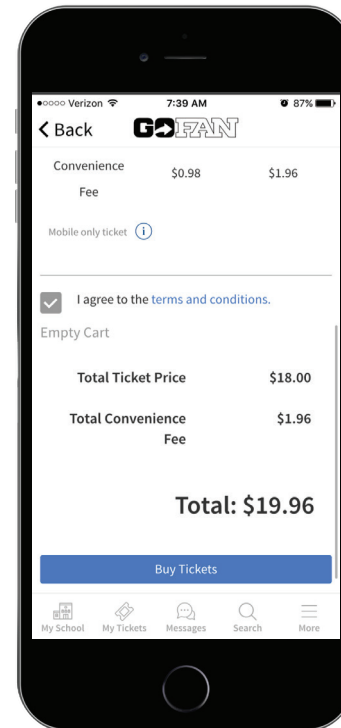 Verizon 7:39 AM 87%
Back GOFAN
Convenience $0.98 $1.96
Fee
Mobile only ticket i
I agree to the terms and conditions.
Empty Cart
Total Ticket Price $18.00
Total Convenience $1.96
Fee
Total: $19.96
Buy Tickets
My School My Tickets Messages Search More